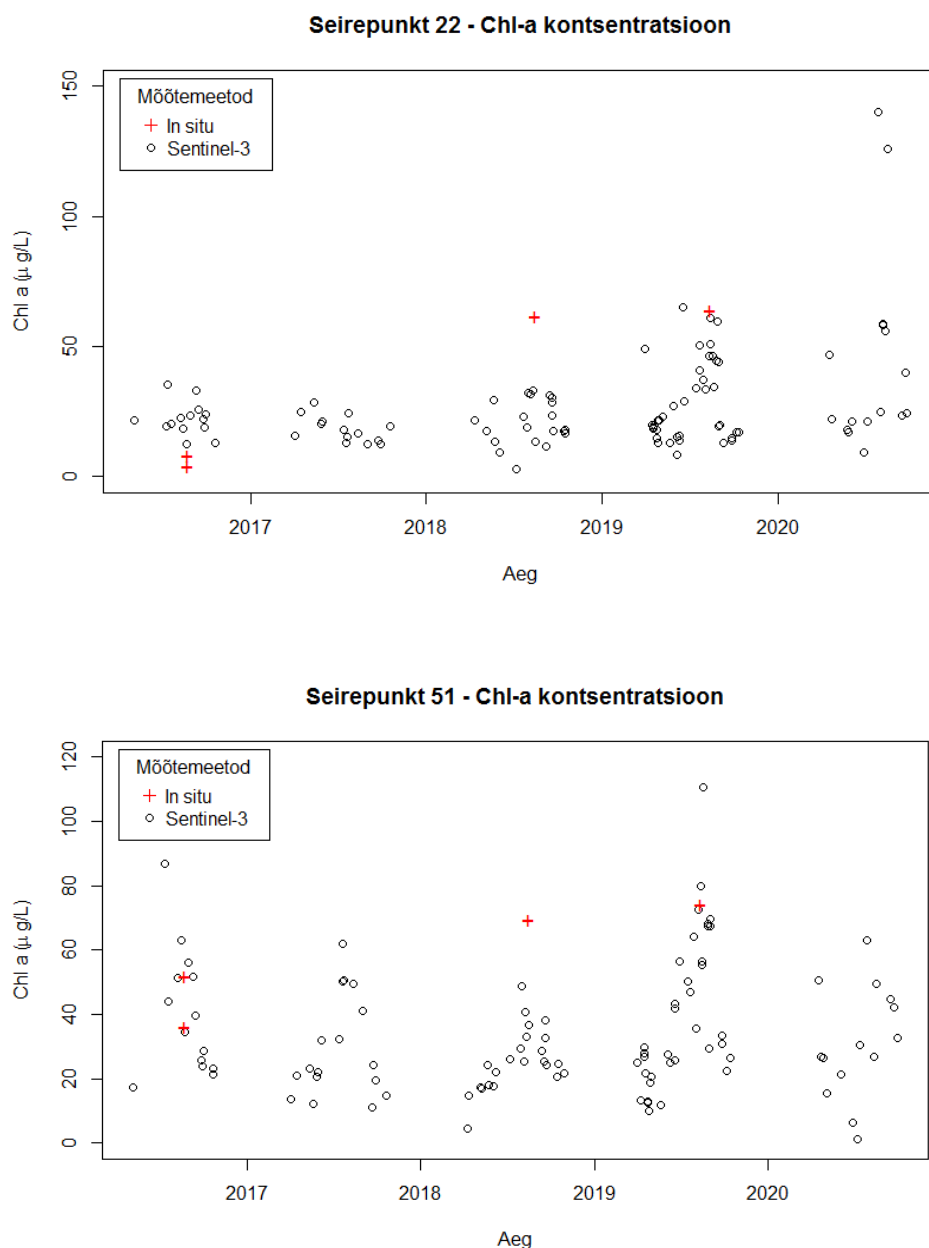 Seirepunkt 22 - Chl-a kontsentratsioon
Mõõtemeetod
In situ
Sentinel-3
150
100
50
0
Chl a (μ g/L)
2017 2018 2019 2020
Aeg
Seirepunkt 51 - Chl-a kontsentratsioon
Mõõtemeetod
In situ
Sentinel-3
120
100
80
60
40
20
0
Chl a (μ g/L)
2017 2018 2019 2020
Aeg